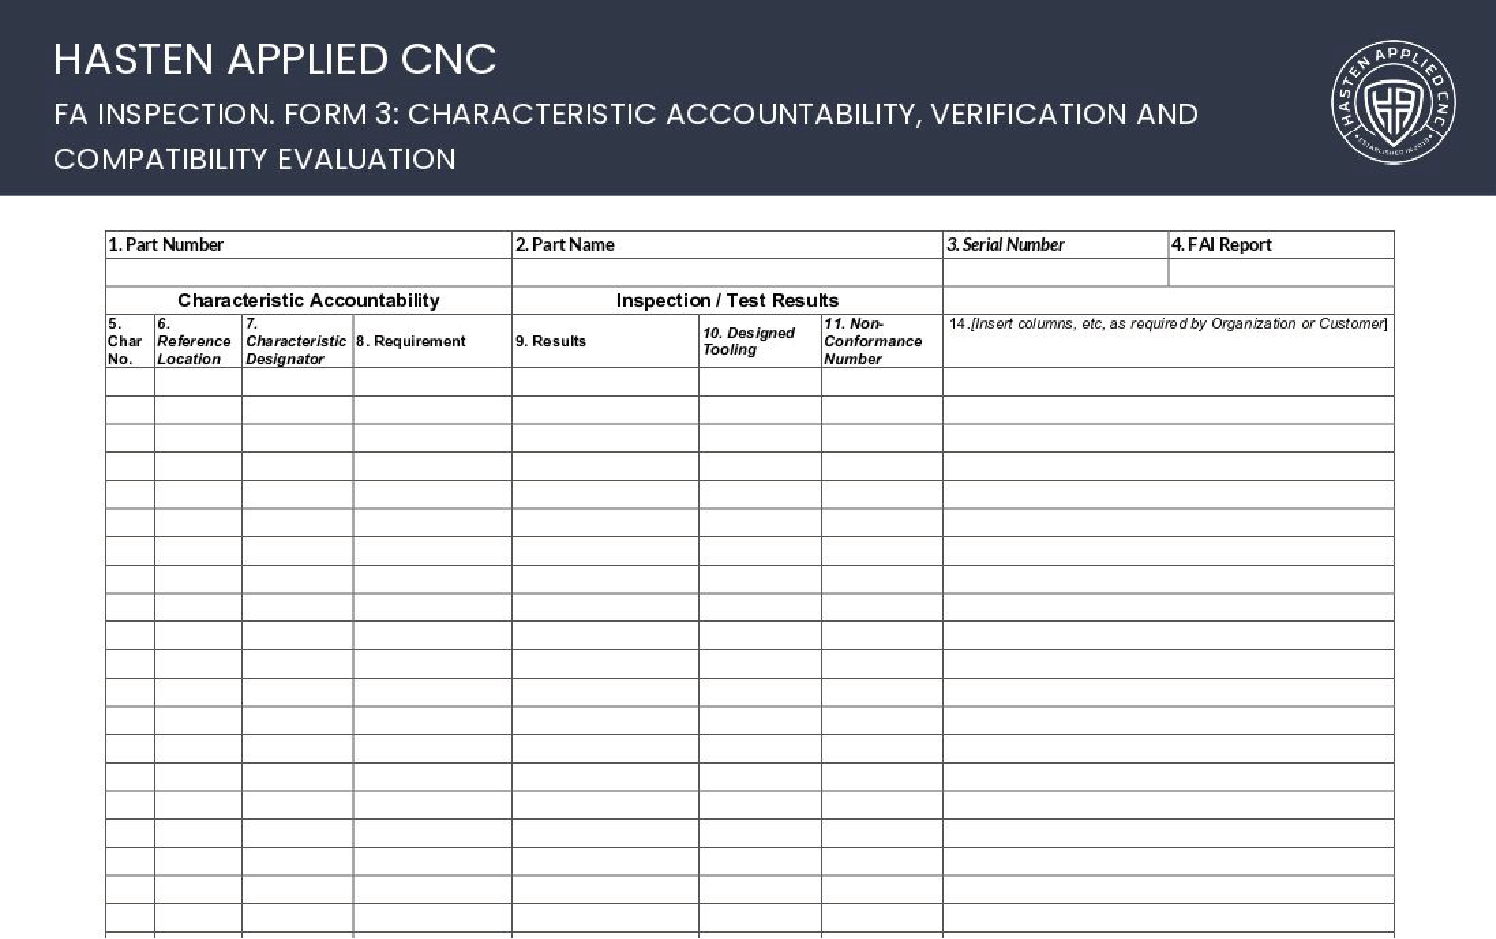 HASTEN APPLIED CNC
FA INSPECTION. FORM 3: CHARACTERISTIC ACCOUNTABILITY, VERIFICATION AND
COMPATIBILITY EVALUATION
HASTEN APPLIED CNC
HA
1. Part Number
2. Part Name
3. Serial Number
4. FAI Report
Characteristic Accountability
Inspection / Test Results
5.
Char
No.
6.
Reference
Location
7.
Characteristic
Designator
8. Requirement
9. Results
10. Designed
Tooling
11. Non-
Conformance
Number
14.[Insert columns, etc, as required by Organization or Customer]